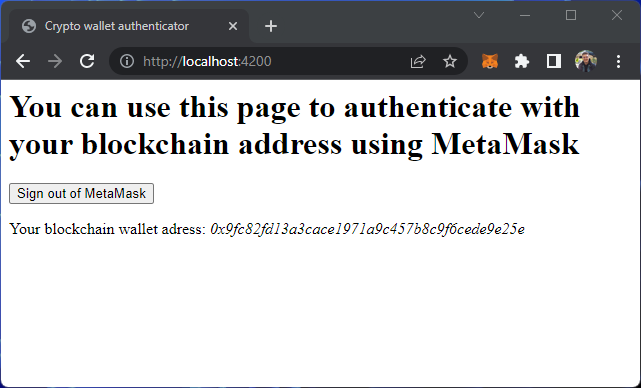 Crypto wallet authenticator
http://localhost:4200
You can use this page to authenticate with
your blockchain address using MetaMask
Sign out of MetaMask
Your blockchain wallet adress: 0x9fc82fd13a3cace1971a9c457b8c9f6cede9e25e